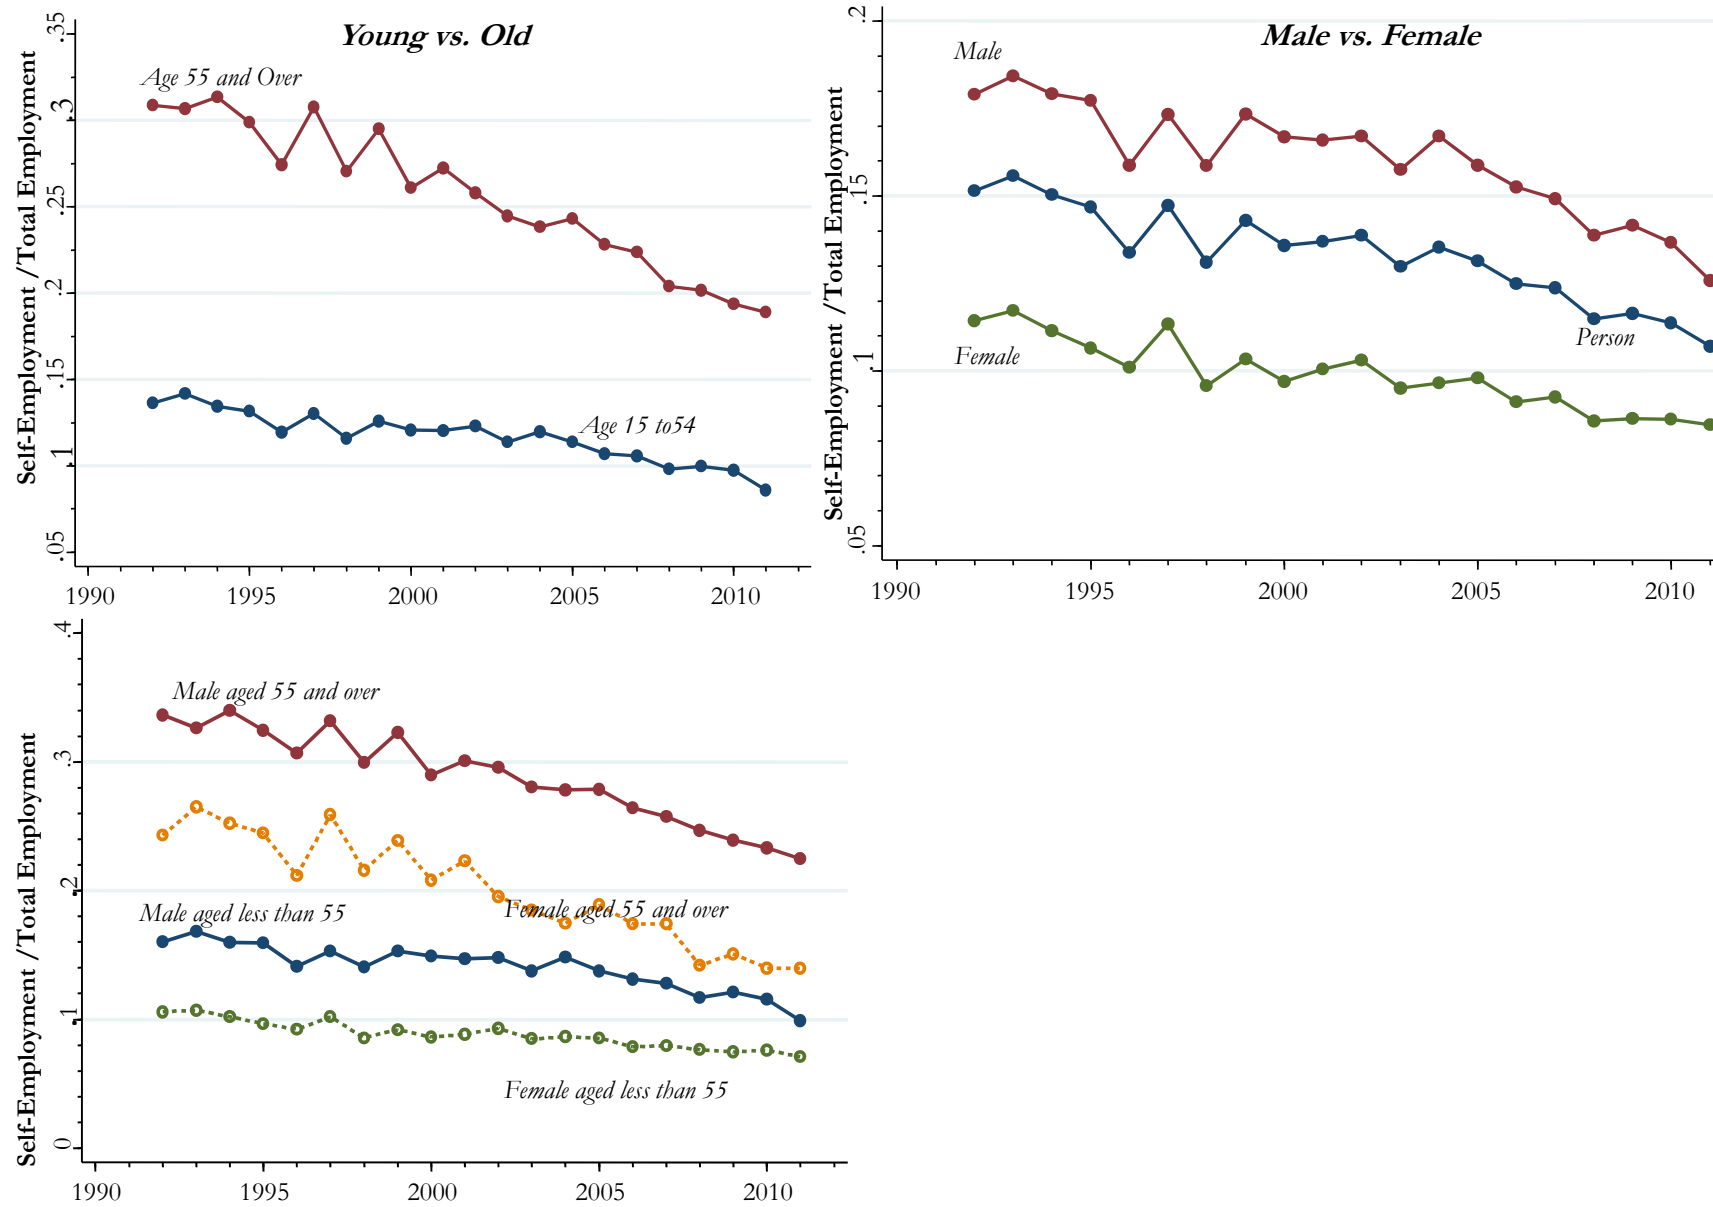 Young vs. Old
Age 55 and Over
Age 15 to54
Self-Employment /Total Employment
.35
.3
.25
.2
.15
.1
.05
1990 1995 2000 2005 2010
Male vs. Female
Male
Person
Female
Self-Employment /Total Employment
.2
.15
.1
.05
1990 1995 2000 2005 2010
Male aged 55 and over
Male aged less than 55
Female aged 55 and over
Female aged less than 55
Self-Employment /Total Employment
.4
.3
.2
.1
0
1990 1995 2000 2005 2010